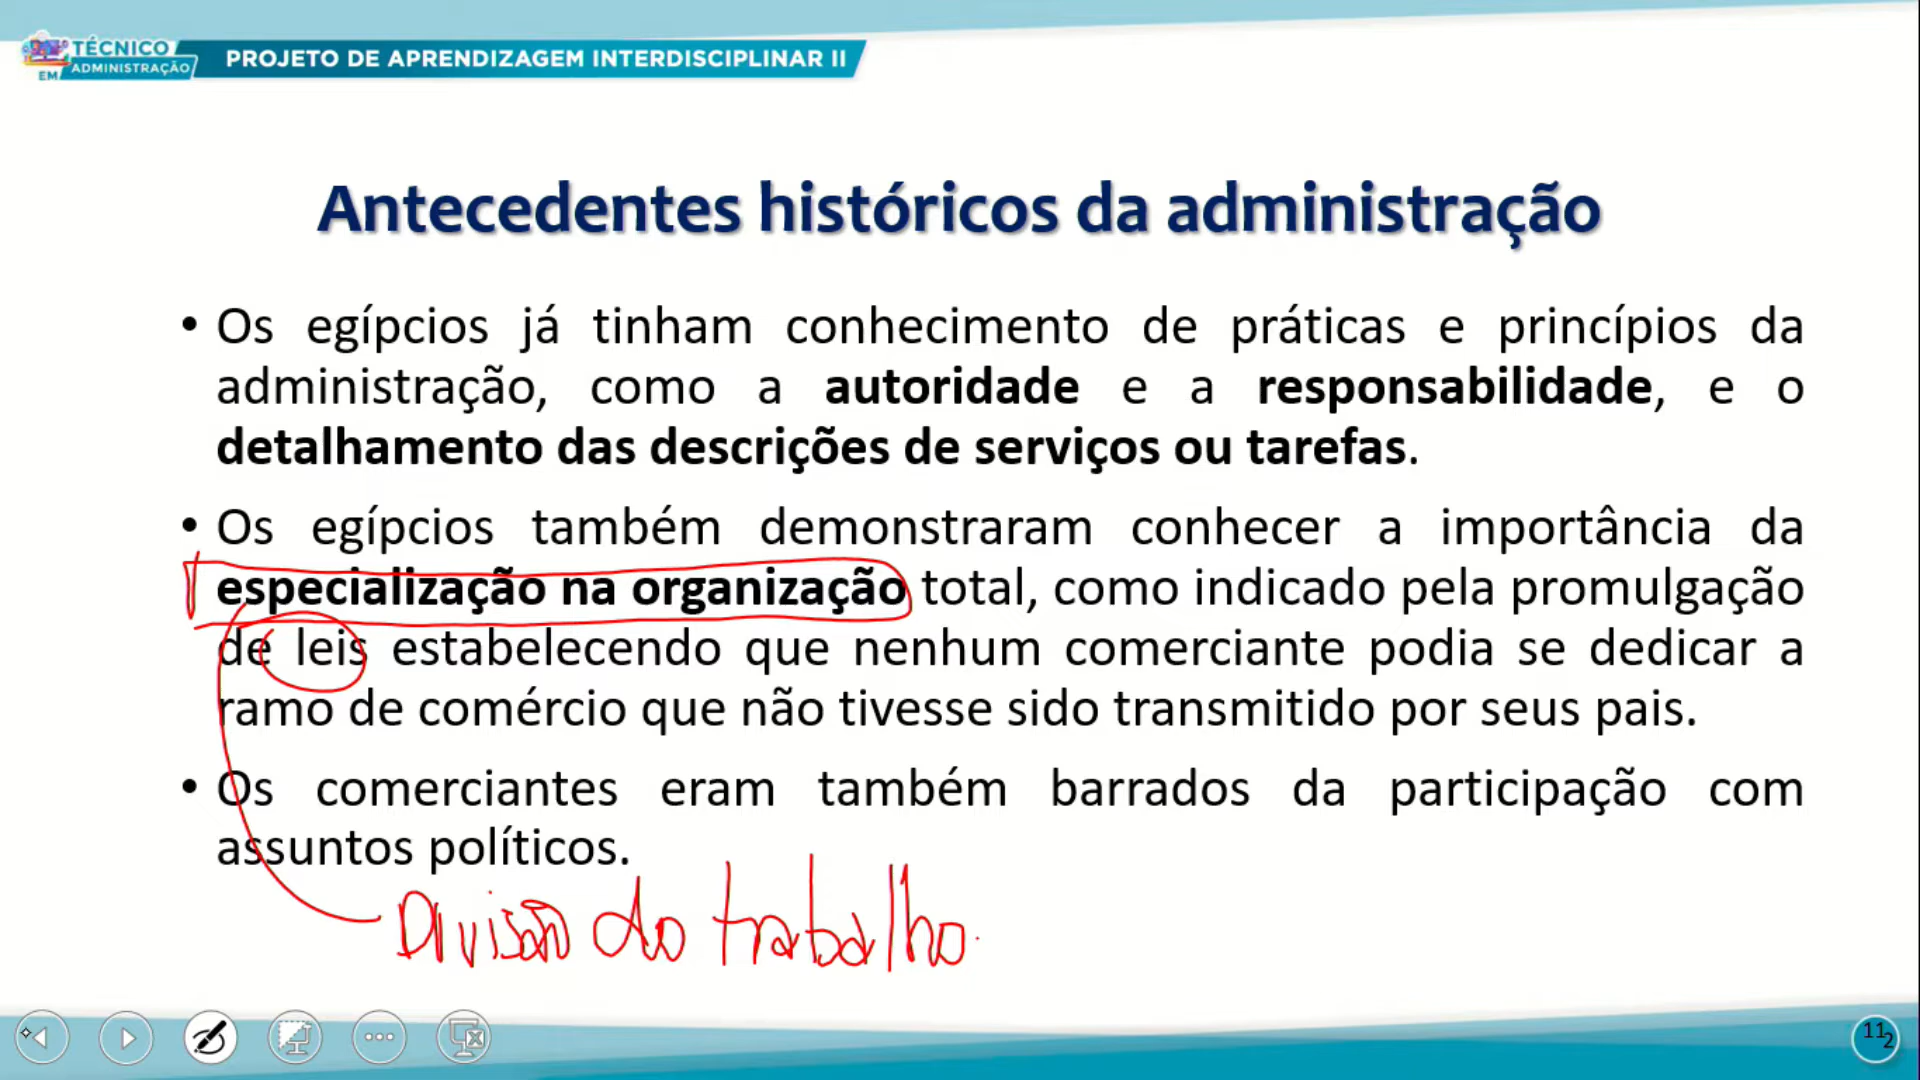 TÉCNICO
EM ADMINISTRAÇÃO
PROJETO DE APRENDIZAGEM INTERDISCIPLINAR II
Antecedentes históricos da administração
• Os egípcios já tinham conhecimento de práticas e princípios da
administração, como a autoridade e a responsabilidade, e o
detalhamento das descrições de serviços ou tarefas.
• Os egípcios também demonstraram conhecer a importância da
especialização na organização total, como indicado pela promulgação
de leis estabelecendo que nenhum comerciante podia se dedicar a
ramo de comércio que não tivesse sido transmitido por seus pais.
• Os comerciantes eram também barrados da participação com
assuntos políticos.
Divisão do trabalho.
112